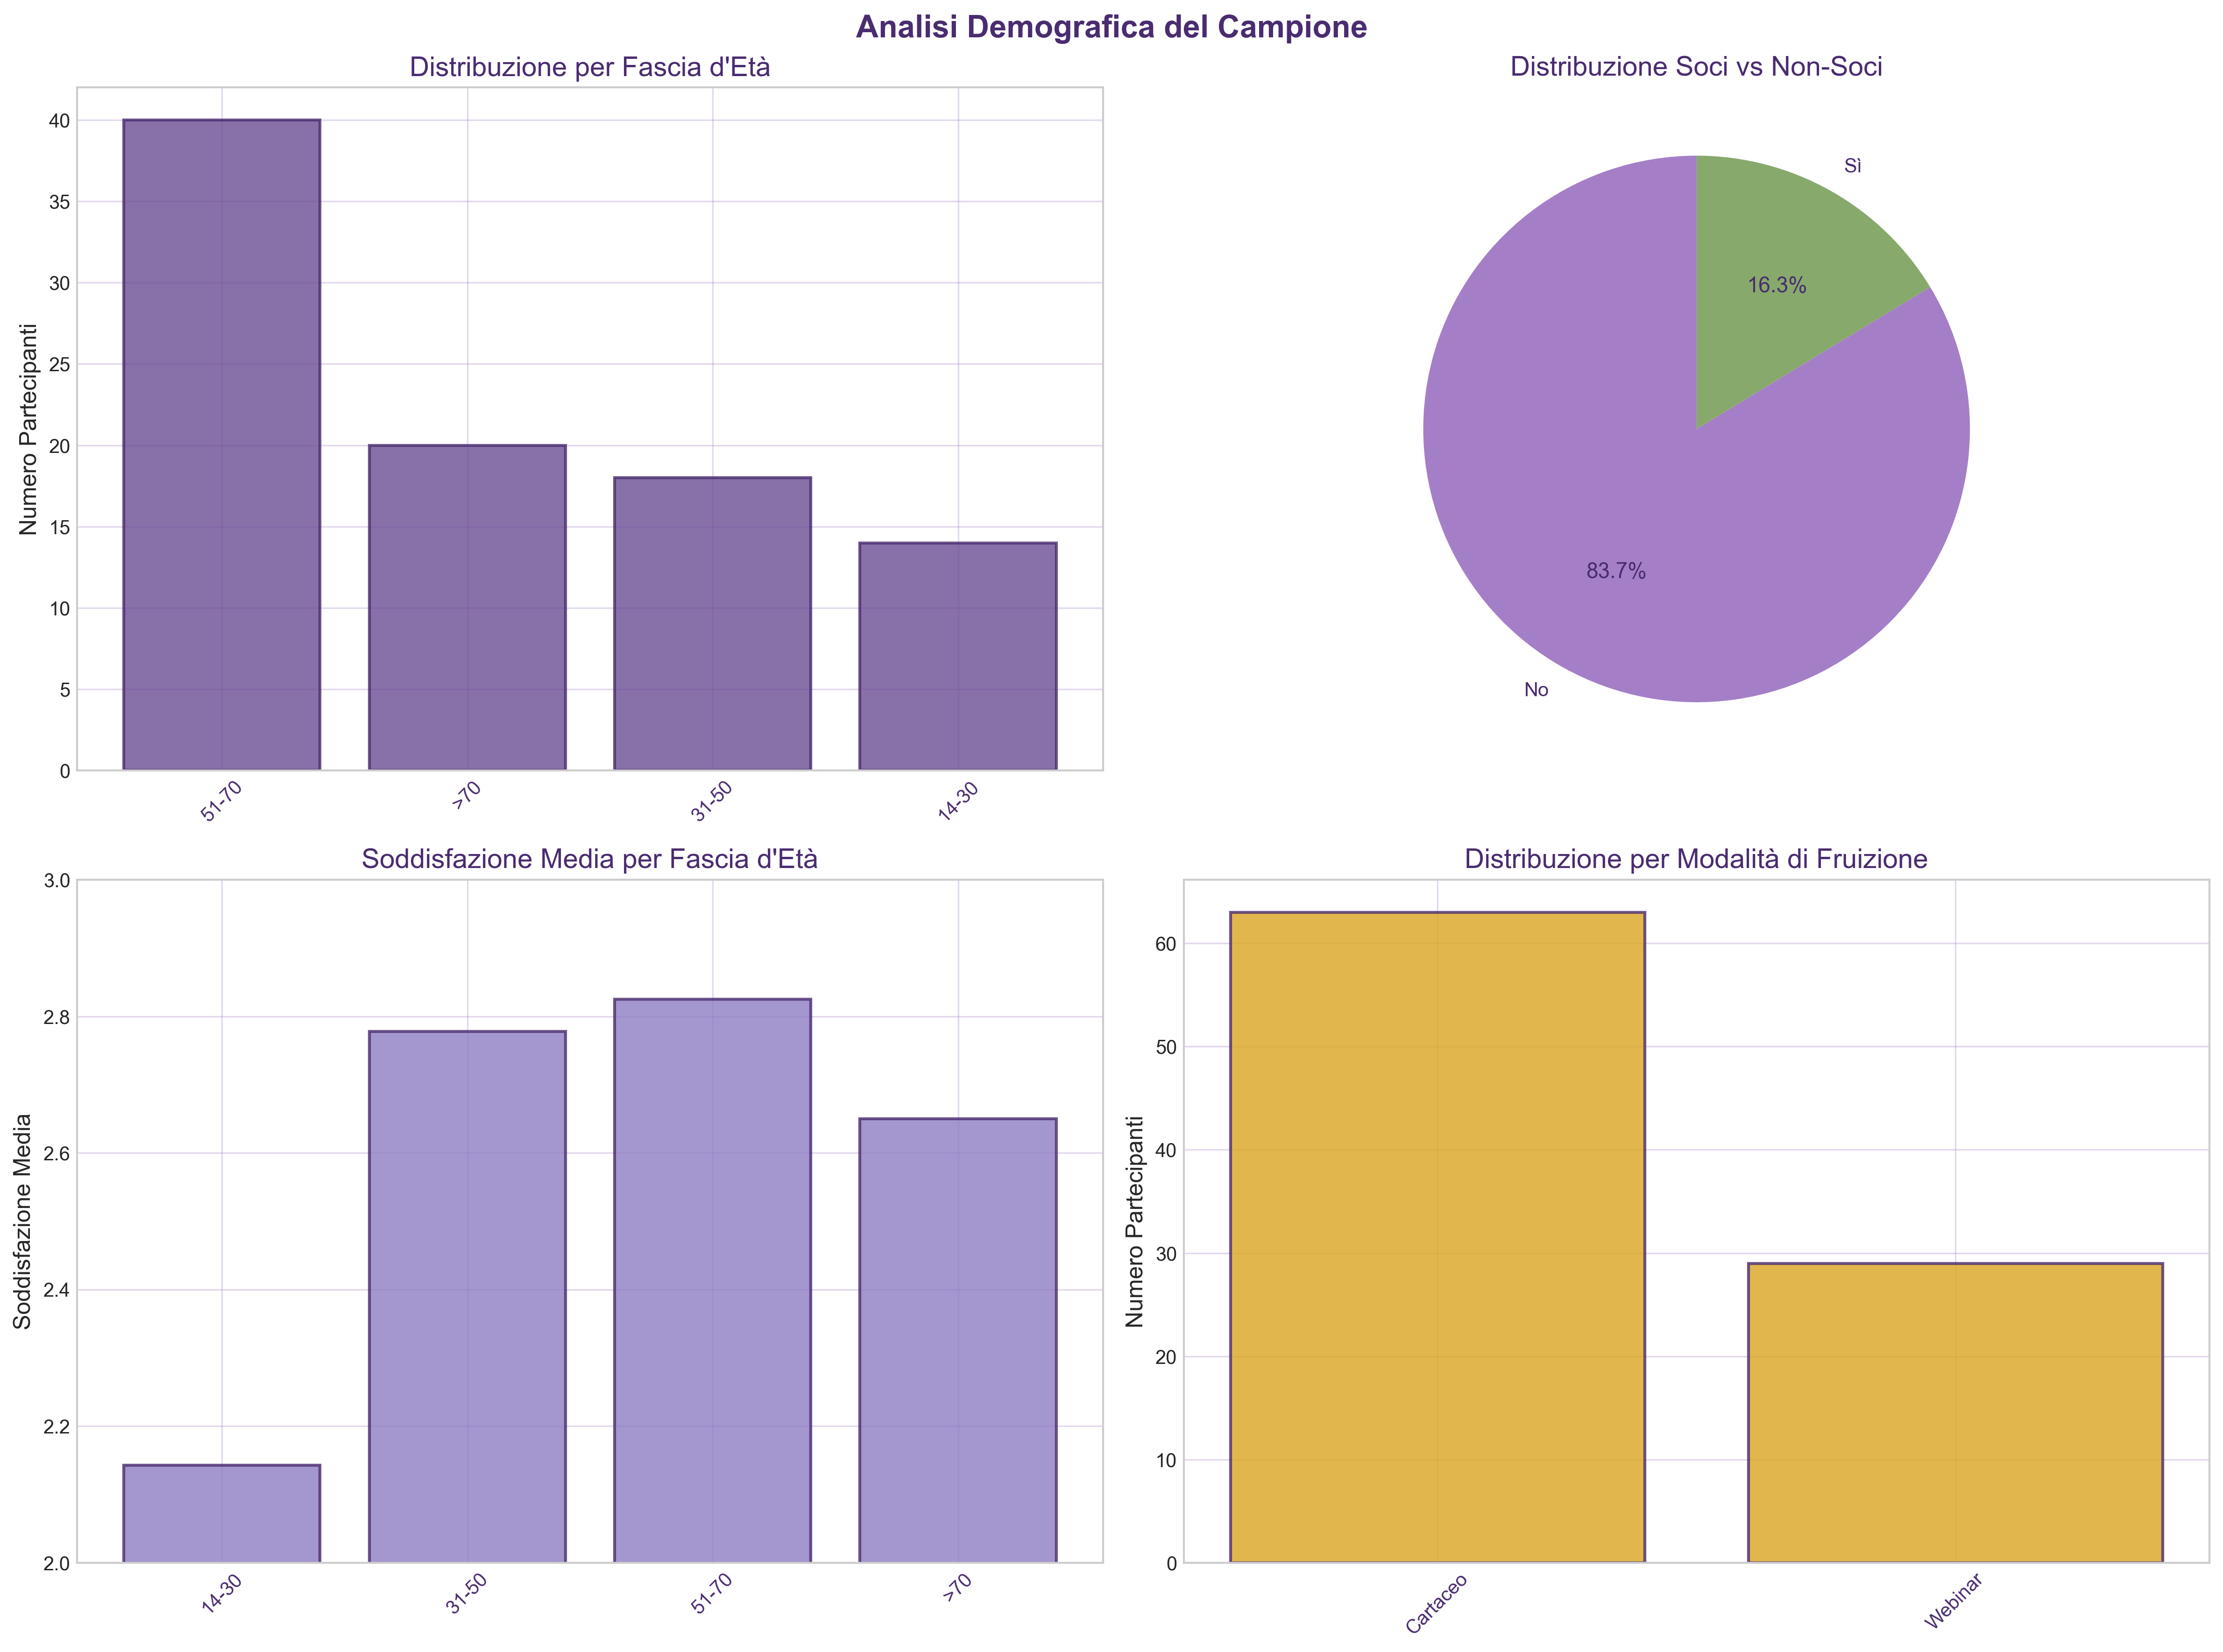 Analisi Demografica del Campione
Distribuzione per Fascia d'Età
Numero Partecipanti
40
35
30
25
20
15
10
5
0
51-70
>70
31-50
14-30
Distribuzione Soci vs Non-Soci
Sì
16.3%
83.7%
No
Soddisfazione Media per Fascia d'Età
Soddisfazione Media
3.0
2.8
2.6
2.4
2.2
2.0
14-30
31-50
51-70
>70
Distribuzione per Modalità di Fruizione
Numero Partecipanti
60
50
40
30
20
10
0
Cartaceo
Webinar